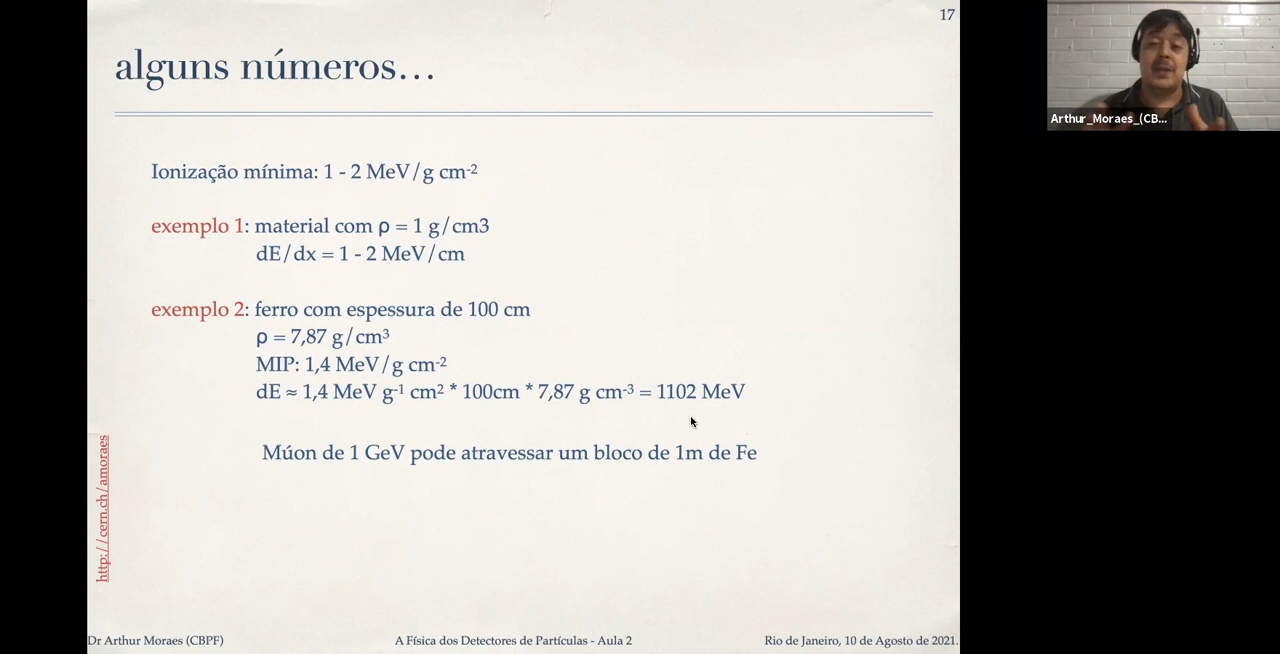 17
alguns números…
Ionização mínima: 1 - 2 MeV/g cm⁻²
exemplo 1: material com ρ = 1 g/cm3
dE/dx = 1 - 2 MeV/cm
exemplo 2: ferro com espessura de 100 cm
ρ = 7,87 g/cm³
MIP: 1,4 MeV/g cm⁻²
dE ≈ 1,4 MeV g⁻¹ cm² * 100cm * 7,87 g cm⁻³ = 1102 MeV
Múon de 1 GeV pode atravessar um bloco de 1m de Fe
http://cern.ch/amoraes
Dr Arthur Moraes (CBPF)
A Física dos Detectores de Partículas - Aula 2
Rio de Janeiro, 10 de Agosto de 2021.
Arthur_Moraes_(CB...